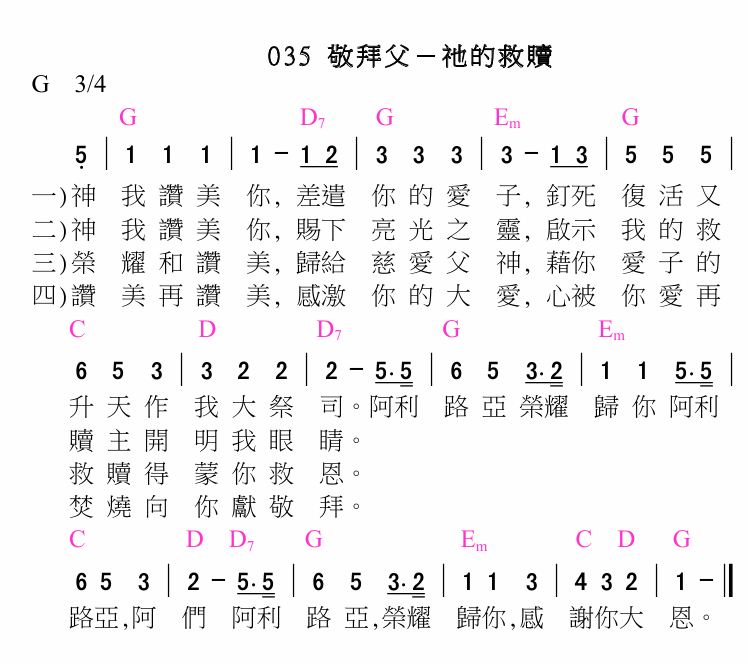 035 敬拜父－祂的救贖
G 3/4
G D7 G Em G
5̣ | 1 1 1 | 1 － 1 2 | 3 3 3 | 3 － 1 3 | 5 5 5 |
一)神 我 讚 美 你, 差遣 你 的 愛 子, 釘死 復 活 又
二)神 我 讚 美 你, 賜下 亮 光 之 靈, 啟示 我 的 救
三)榮 耀 和 讚 美, 歸給 慈 愛 父 神, 藉你 愛 子 的
四)讚 美 再 讚 美, 感激 你 的 大 愛, 心被 你 愛 再
C D D7 G Em
6 5 3 | 3 2 2 | 2 － 5· 5 | 6 5 3· 2 | 1 1 5· 5 |
升 天 作 我 大 祭 司。阿利 路 亞 榮耀 歸 你 阿利
贖 主 開 明 我 眼 睛。
救 贖 得 蒙 你 救 恩。
焚 燒 向 你 獻 敬 拜。
C D D7 G Em C D G
6 5 3 | 2 － 5· 5 | 6 5 3· 2 | 1 1 3 | 4 3 2 | 1 － ‖
路亞,阿 們 阿利 路 亞,榮耀 歸你,感 謝你大 恩。